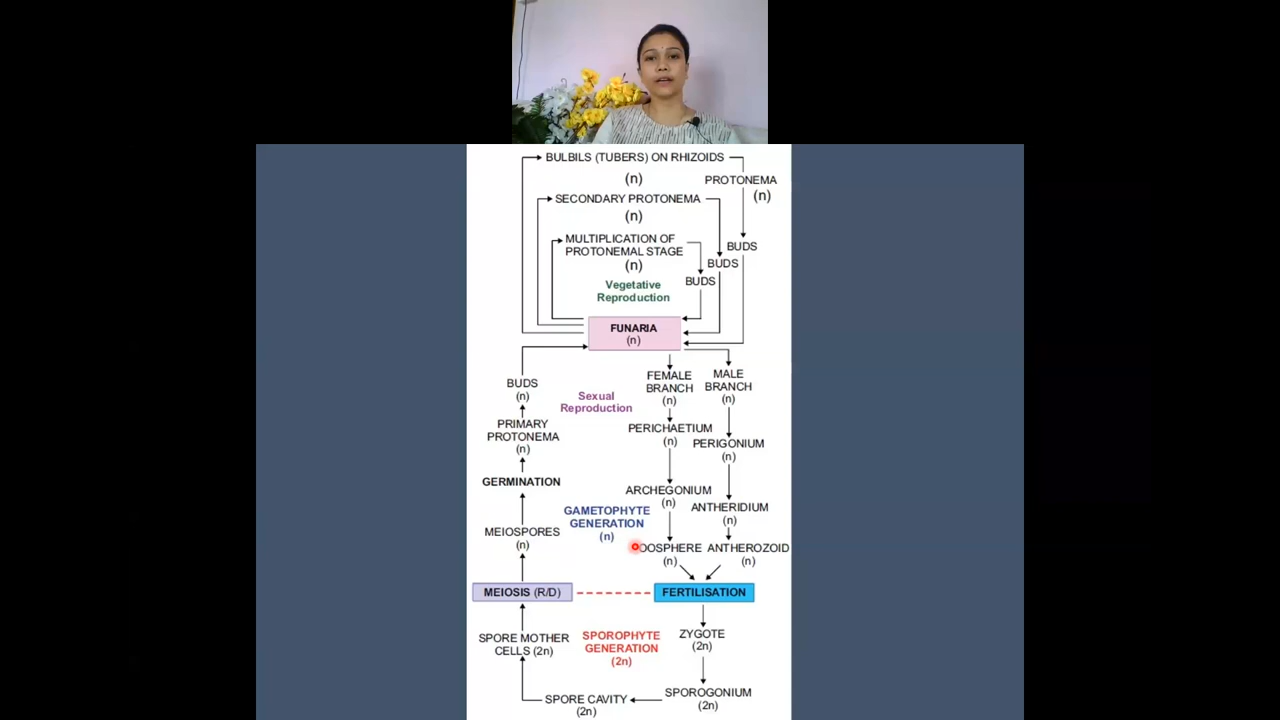 BULBILS (TUBERS) ON RHIZOIDS
(n)
PROTONEMA
(n)
SECONDARY PROTONEMA
(n)
MULTIPLICATION OF
PROTONEMAL STAGE
(n)
BUDS
BUDS
BUDS
Vegetative
Reproduction
FUNARIA
(n)
FEMALE
BRANCH
(n)
MALE
BRANCH
(n)
BUDS
(n)
Sexual
Reproduction
PRIMARY
PROTONEMA
(n)
PERICHAETIUM
(n)
PERIGONIUM
(n)
GERMINATION
ARCHEGONIUM
(n)
ANTHERIDIUM
(n)
GAMETOPHYTE
GENERATION
(n)
MEIOSPORES
(n)
OOSPHERE
(n)
ANTHEROZOID
(n)
MEIOSIS (R/D)
FERTILISATION
SPORE MOTHER
CELLS (2n)
SPOROPHYTE
GENERATION
(2n)
ZYGOTE
(2n)
SPOROGONIUM
(2n)
SPORE CAVITY
(2n)